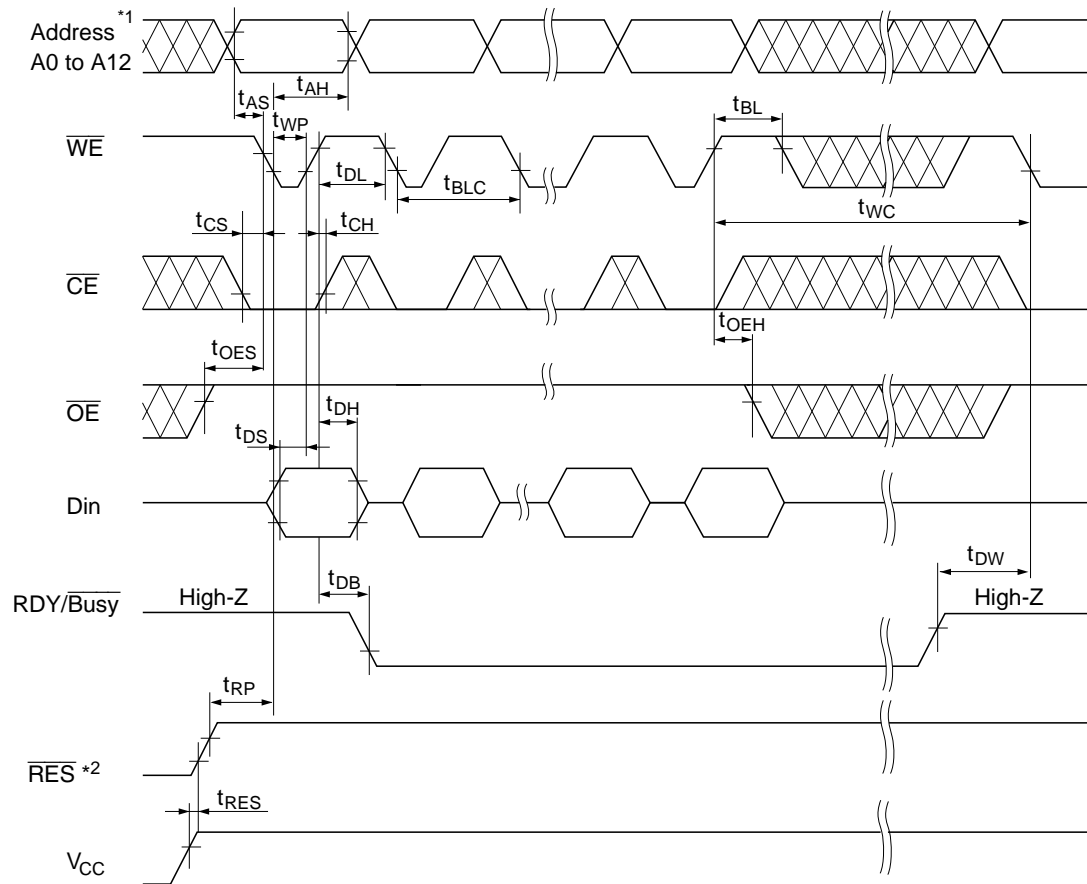 Address *1
A0 to A12
tAH
tAS
tWP
tBL
WE
tDL
tBLC
tWC
tCS
tCH
CE
tOEH
tOES
OE
tDH
tDS
Din
tDW
tDB
RDY/Busy
High-Z
High-Z
tRP
RES *2
tRES
VCC